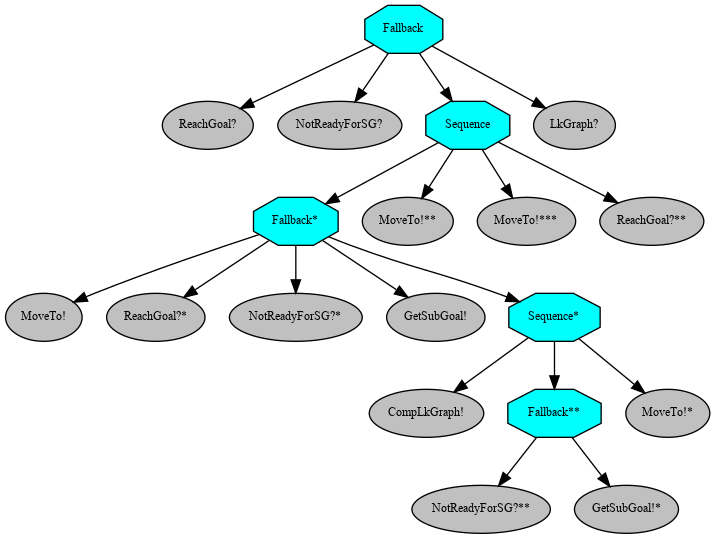 Fallback
ReachGoal?
NotReadyForSG?
Sequence
LkGraph?
Fallback*
MoveTo!**
MoveTo!***
ReachGoal?**
MoveTo!
ReachGoal?*
NotReadyForSG?*
GetSubGoal!
Sequence*
CompLkGraph!
Fallback**
MoveTo!*
NotReadyForSG?**
GetSubGoal!*